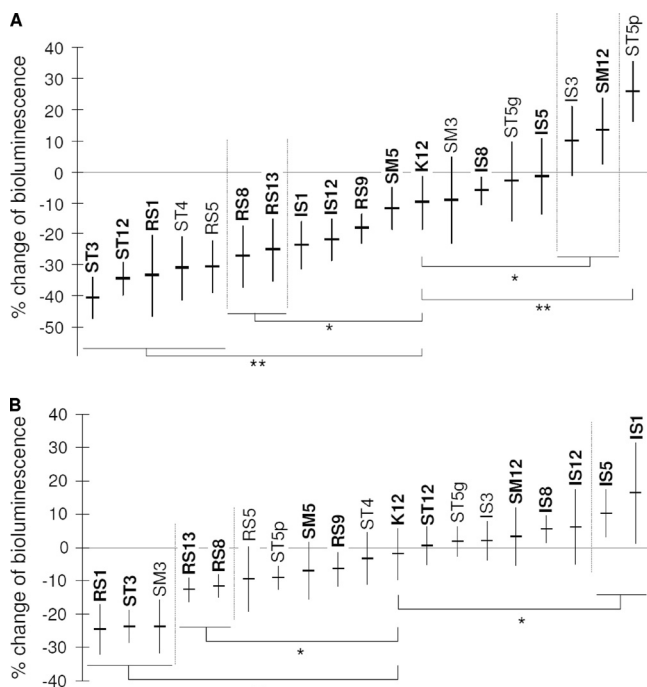 A
% change of bioluminescence
40
30
20
10
0
-10
-20
-30
-40
-50
ST3
ST12
RS1
ST4
RS5
RS8
RS13
IS1
IS12
RS9
SM5
K12
SM3
IS8
ST5g
IS5
IS3
SM12
ST5p
*
**
*
**
B
% change of bioluminescence
40
30
20
10
0
-10
-20
-30
-40
RS1
ST3
SM3
RS13
RS8
RS5
ST5p
SM5
RS9
ST4
K12
ST12
ST5g
IS3
SM12
IS8
IS12
IS5
IS1
*
*